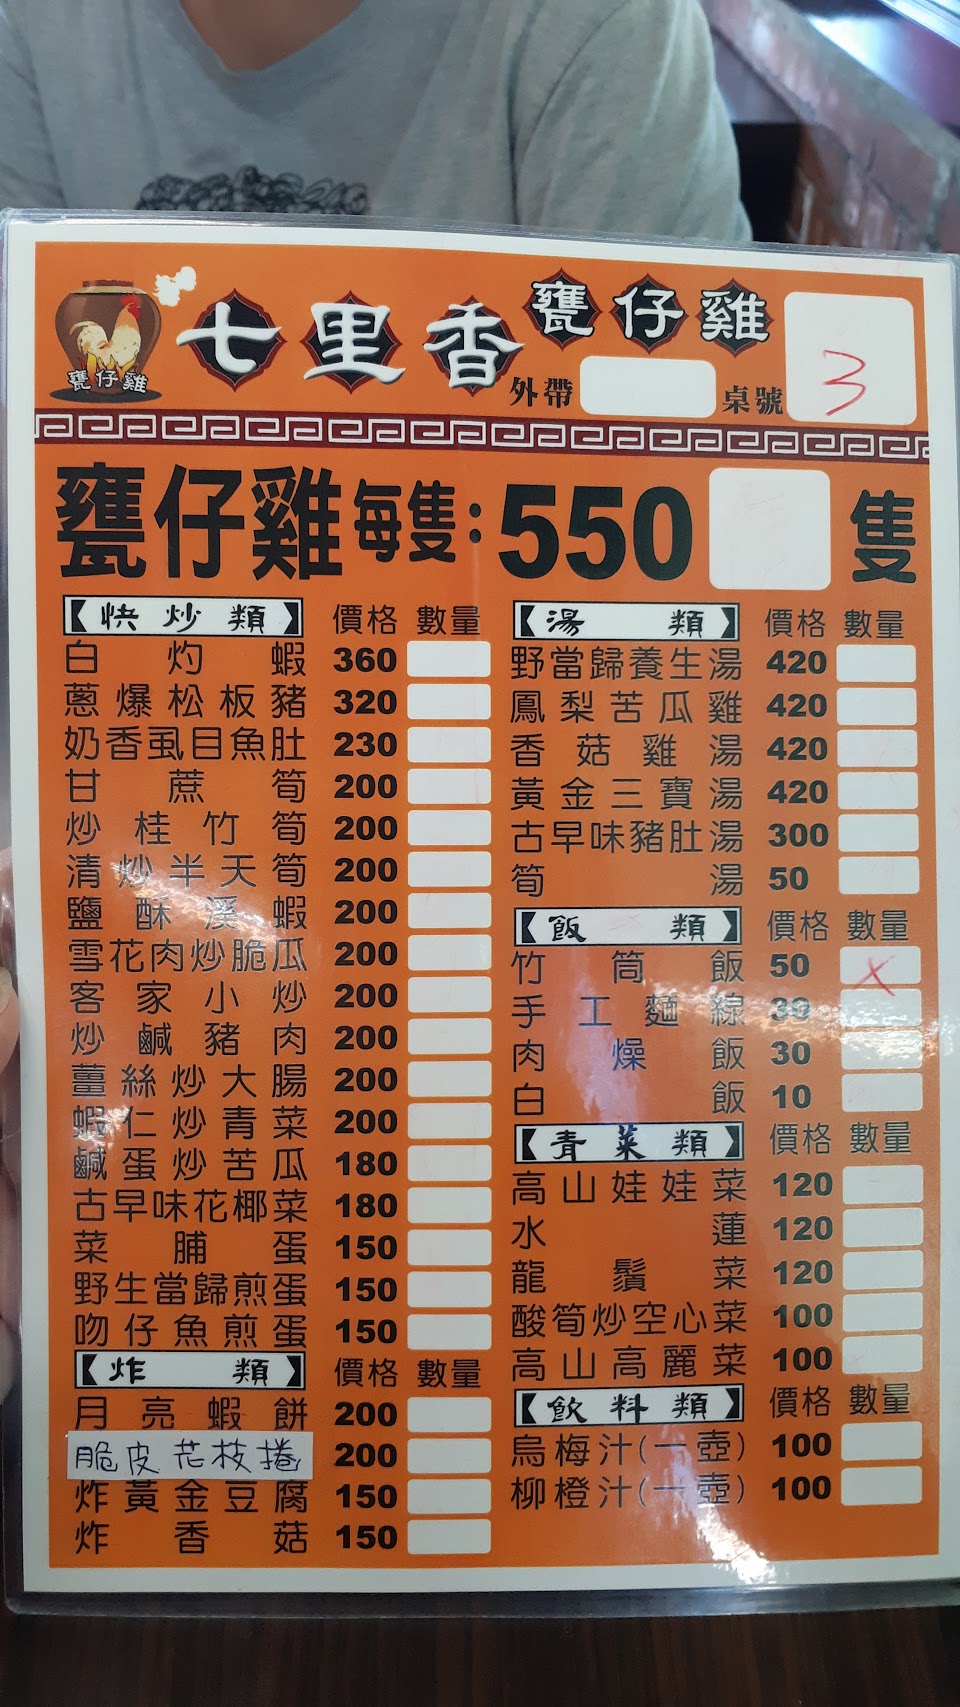 七里香甕仔雞
甕仔雞
外帶 桌號 3
甕仔雞每隻:550 隻
【快炒類】 價格 數量
白灼蝦 360
蔥爆松板豬 320
奶香虱目魚肚 230
甘蔗筍 200
炒桂竹筍 200
清炒半天筍 200
鹽酥溪蝦 200
雪花肉炒脆瓜 200
客家小炒 200
炒鹹豬肉 200
薑絲炒大腸 200
蝦仁炒青菜 200
鹹蛋炒苦瓜 180
古早味花椰菜 180
菜脯蛋 150
野生當歸煎蛋 150
吻仔魚煎蛋 150
【炸類】 價格 數量
月亮蝦餅 200
脆皮花枝捲 200
炸黃金豆腐 150
炸香菇 150
【湯類】 價格 數量
野當歸養生湯 420
鳳梨苦瓜雞 420
香菇雞湯 420
黃金三寶湯 420
古早味豬肚湯 300
筍湯 50
【飯類】 價格 數量
竹筒飯 50 X
手工麵線 30
肉燥飯 30
白飯 10
【青菜類】 價格 數量
高山娃娃菜 120
水蓮 120
龍鬚菜 120
酸筍炒空心菜 100
高山高麗菜 100
【飲料類】 價格 數量
烏梅汁(一壺) 100
柳橙汁(一壺) 100